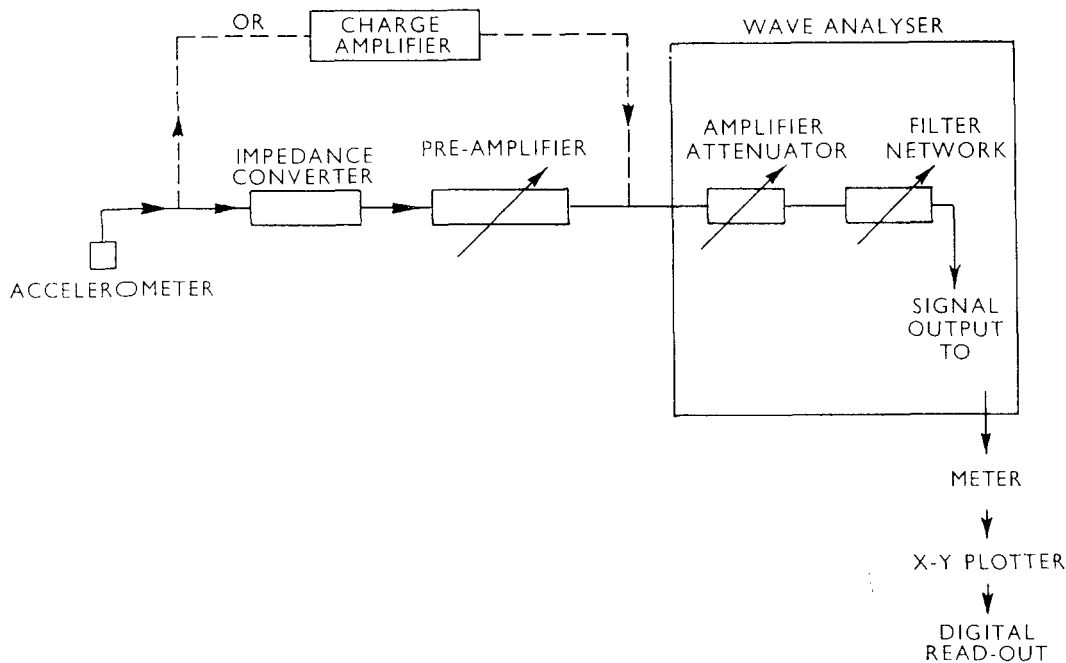 OR
CHARGE
AMPLIFIER
WAVE ANALYSER
IMPEDANCE
CONVERTER
PRE-AMPLIFIER
AMPLIFIER
ATTENUATOR
FILTER
NETWORK
ACCELEROMETER
SIGNAL
OUTPUT
TO
METER
X-Y PLOTTER
DIGITAL
READ-OUT